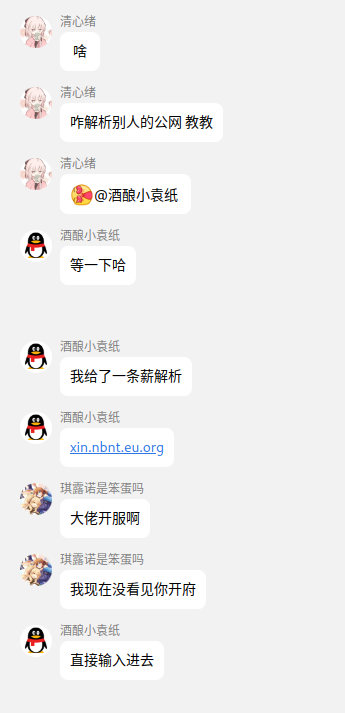 清心绪
啥
清心绪
咋解析别人的公网 教教
清心绪
@酒酿小袁纸
酒酿小袁纸
等一下哈
酒酿小袁纸
我给了一条薪解析
酒酿小袁纸
xin.nbnt.eu.org
琪露诺是笨蛋吗
大佬开服啊
琪露诺是笨蛋吗
我现在没看见你开府
酒酿小袁纸
直接输入进去